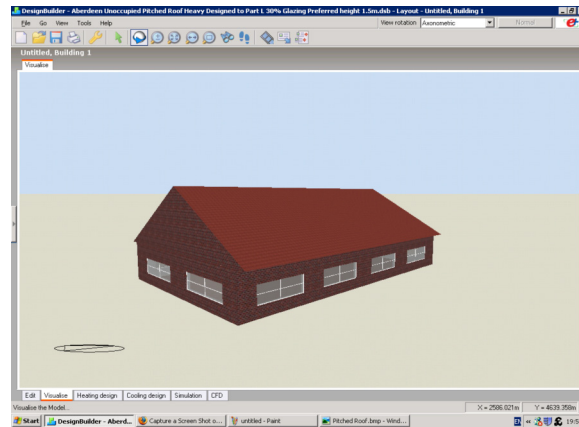 DesignBuilder - Aberdeen Unoccupied Pitched Roof Heavy Designed to Part L 30% Glazing Preferred height 1.5m.dsb - Layout - Untitled, Building 1
File Go View Tools Help View rotation Axonometric Normal
Untitled, Building 1
Visualise
Edit Visualise Heating design Cooling design Simulation CFD
Visualise the Model... X = 2586.021m Y = 4639.358m
Start DesignBuilder - Aberd... Capture a Screen Shot o... untitled - Paint Pitched Roof.bmp - Wind...